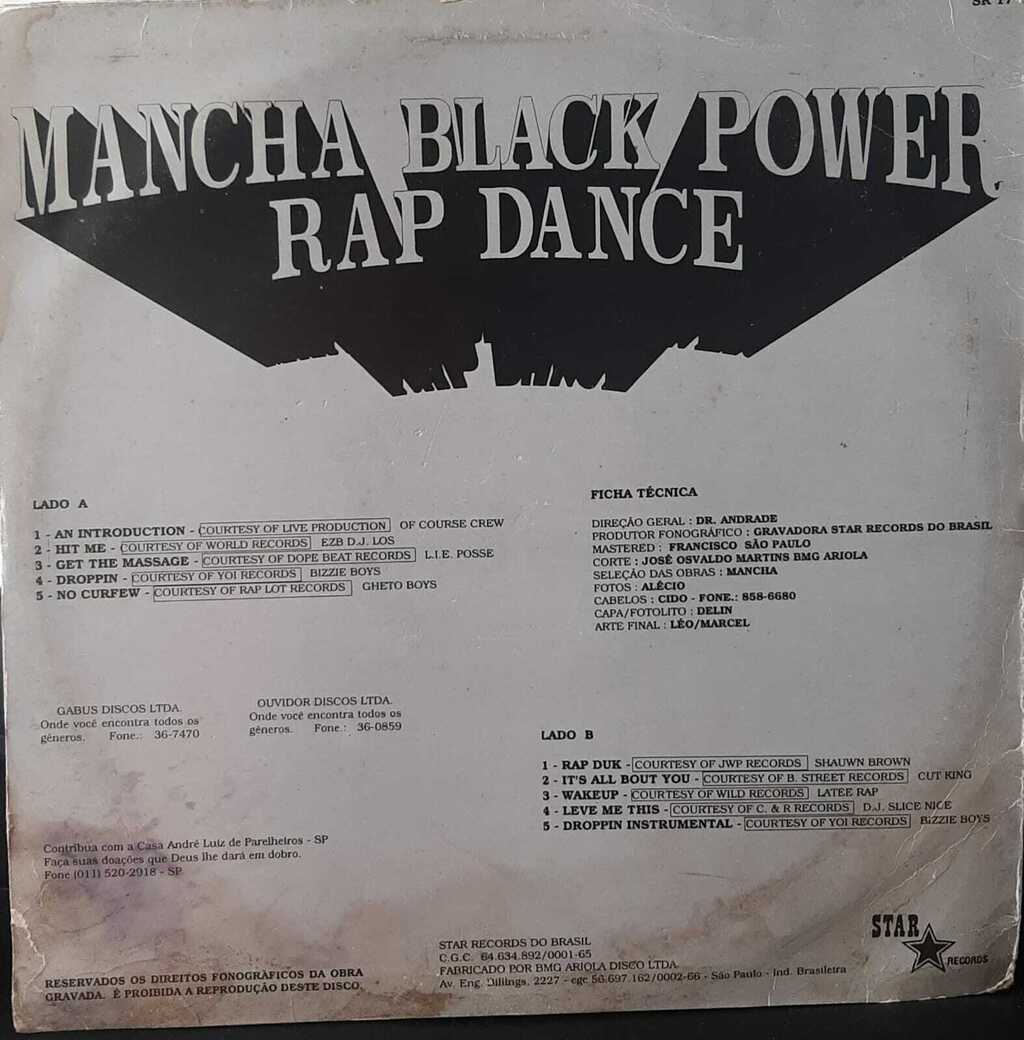 SR 17
MANCHA BLACK POWER
RAP DANCE
LADO A
1 - AN INTRODUCTION - COURTESY OF LIVE PRODUCTION OF COURSE CREW
2 - HIT ME - COURTESY OF WORLD RECORDS EZB D.J. LOS
3 - GET THE MASSAGE - COURTESY OF DOPE BEAT RECORDS L.I.E. POSSE
4 - DROPPIN - COURTESY OF YOI RECORDS BIZZIE BOYS
5 - NO CURFEW - COURTESY OF RAP LOT RECORDS GHETO BOYS
FICHA TÉCNICA
DIREÇÃO GERAL : DR. ANDRADE
PRODUTOR FONOGRÁFICO : GRAVADORA STAR RECORDS DO BRASIL
MASTERED : FRANCISCO SÃO PAULO
CORTE : JOSÉ OSVALDO MARTINS BMG ARIOLA
SELEÇÃO DAS OBRAS : MANCHA
FOTOS : ALÉCIO
CABELOS : CIDO - FONE.: 858-6680
CAPA/FOTOLITO : DELIN
ARTE FINAL : LÉO/MARCEL
GABUS DISCOS LTDA.
Onde você encontra todos os
gêneros. Fone.: 36-7470
OUVIDOR DISCOS LTDA.
Onde você encontra todos os
gêneros. Fone.: 36-0859
LADO B
1 - RAP DUK - COURTESY OF JWP RECORDS SHAUWN BROWN
2 - IT'S ALL BOUT YOU - COURTESY OF B. STREET RECORDS CUT KING
3 - WAKEUP - COURTESY OF WILD RECORDS LATEE RAP
4 - LEVE ME THIS - COURTESY OF C. & R RECORDS D.J. SLICE NICE
5 - DROPPIN INSTRUMENTAL - COURTESY OF YOI RECORDS BIZZIE BOYS
Contribua com a Casa André Luiz de Parelheiros - SP
Faça suas doações que Deus lhe dará em dobro.
Fone (011) 520-2918 - SP
RESERVADOS OS DIREITOS FONOGRÁFICOS DA OBRA
GRAVADA. É PROIBIDA A REPRODUÇÃO DESTE DISCO.
STAR RECORDS DO BRASIL
C.G.C. 64.634.892/0001-65
FABRICADO POR BMG ARIOLA DISCO LTDA.
Av. Eng. Billings, 2227 - cgc 56.697.162/0002-66 - São Paulo - Ind. Brasileira
STAR
RECORDS